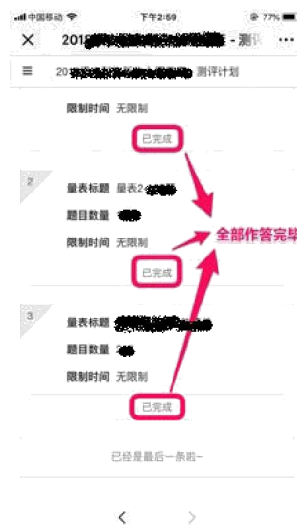 中国移动 下午2:59 77%
2018 - 测评
2018 测评计划
限制时间 无限制
已完成
2
量表标题 量表2
题目数量
限制时间 无限制
已完成
全部作答完毕
3
量表标题
题目数量
限制时间 无限制
已完成
已经是最后一条啦~